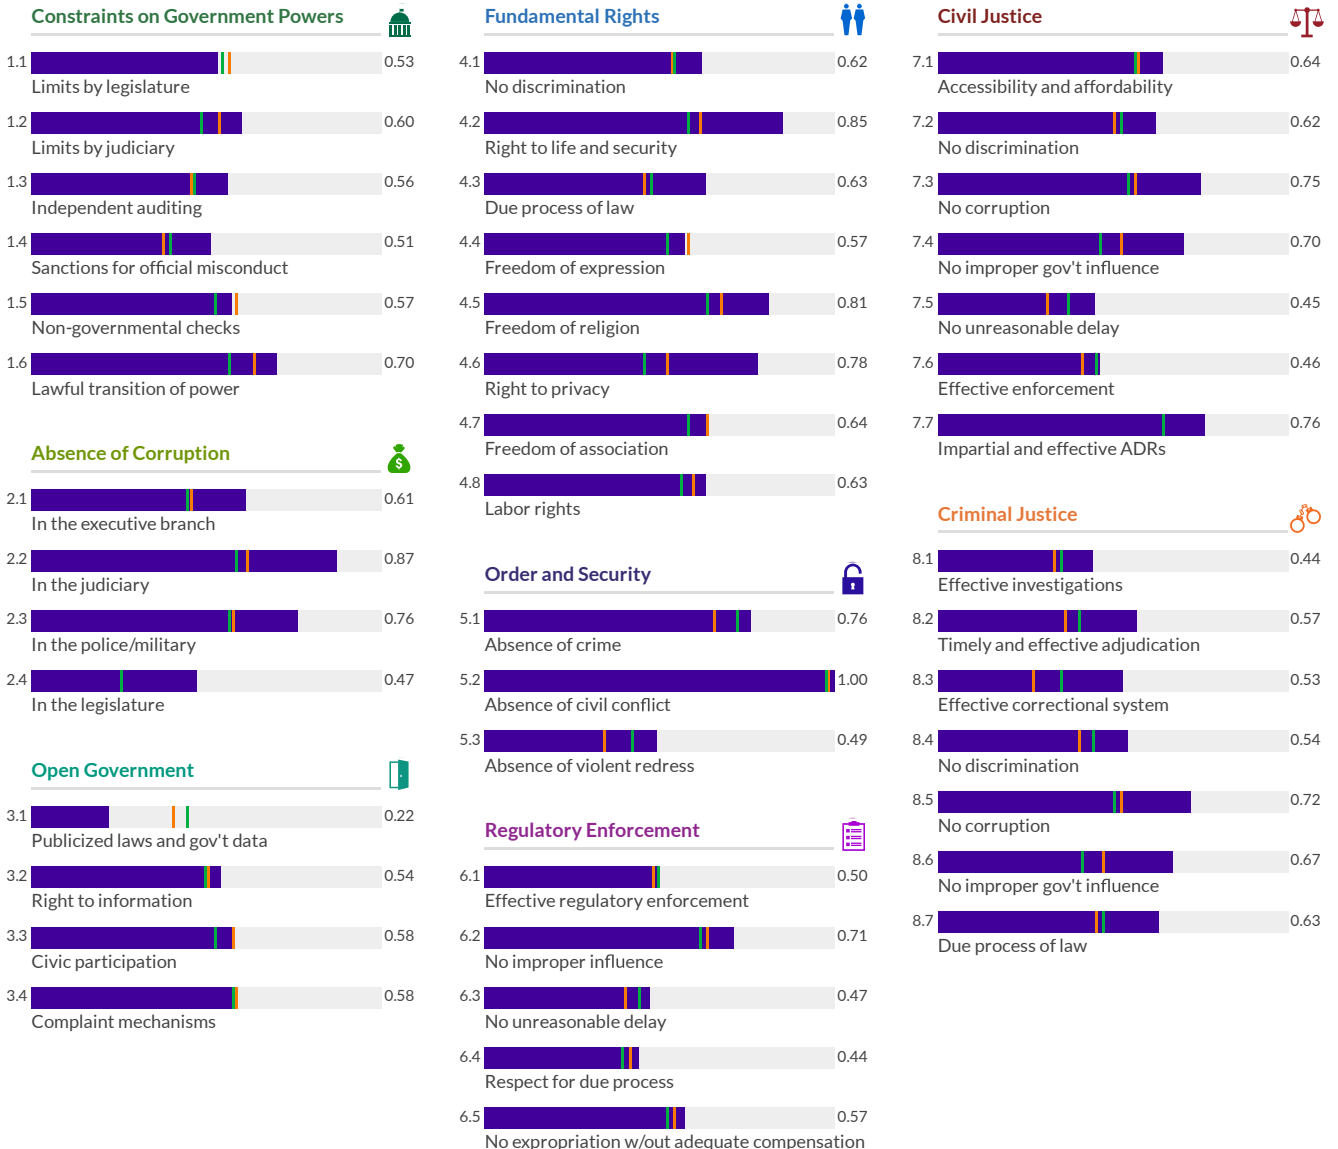 Constraints on Government Powers
1.1 0.53
Limits by legislature
1.2 0.60
Limits by judiciary
1.3 0.56
Independent auditing
1.4 0.51
Sanctions for official misconduct
1.5 0.57
Non-governmental checks
1.6 0.70
Lawful transition of power
Absence of Corruption
$
2.1 0.61
In the executive branch
2.2 0.87
In the judiciary
2.3 0.76
In the police/military
2.4 0.47
In the legislature
Open Government
3.1 0.22
Publicized laws and gov't data
3.2 0.54
Right to information
3.3 0.58
Civic participation
3.4 0.58
Complaint mechanisms
Fundamental Rights
4.1 0.62
No discrimination
4.2 0.85
Right to life and security
4.3 0.63
Due process of law
4.4 0.57
Freedom of expression
4.5 0.81
Freedom of religion
4.6 0.78
Right to privacy
4.7 0.64
Freedom of association
4.8 0.63
Labor rights
Order and Security
5.1 0.76
Absence of crime
5.2 1.00
Absence of civil conflict
5.3 0.49
Absence of violent redress
Regulatory Enforcement
6.1 0.50
Effective regulatory enforcement
6.2 0.71
No improper influence
6.3 0.47
No unreasonable delay
6.4 0.44
Respect for due process
6.5 0.57
No expropriation w/out adequate compensation
Civil Justice
7.1 0.64
Accessibility and affordability
7.2 0.62
No discrimination
7.3 0.75
No corruption
7.4 0.70
No improper gov't influence
7.5 0.45
No unreasonable delay
7.6 0.46
Effective enforcement
7.7 0.76
Impartial and effective ADRs
Criminal Justice
8.1 0.44
Effective investigations
8.2 0.57
Timely and effective adjudication
8.3 0.53
Effective correctional system
8.4 0.54
No discrimination
8.5 0.72
No corruption
8.6 0.67
No improper gov't influence
8.7 0.63
Due process of law